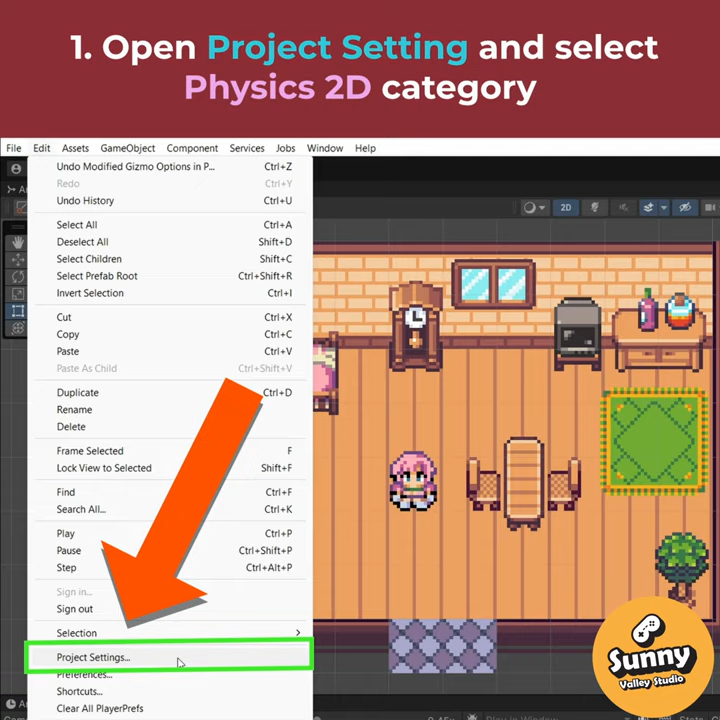 1. Open Project Setting and select
Physics 2D category
File Edit Assets GameObject Component Services Jobs Window Help
Undo Modified Gizmo Options in P... Ctrl+Z
Redo Ctrl+Y
Undo History Ctrl+U
Select All Ctrl+A
Deselect All Shift+D
Select Children Shift+C
Select Prefab Root Ctrl+Shift+R
Invert Selection Ctrl+I
Cut Ctrl+X
Copy Ctrl+C
Paste Ctrl+V
Paste As Child Ctrl+Shift+V
Duplicate Ctrl+D
Rename
Delete
Frame Selected F
Lock View to Selected Shift+F
Find Ctrl+F
Search All... Ctrl+K
Play Ctrl+P
Pause Ctrl+Shift+P
Step Ctrl+Alt+P
Sign in...
Sign out
Selection
Project Settings...
Preferences...
Shortcuts...
Clear All PlayerPrefs
2D
Sunny
Valley Studio